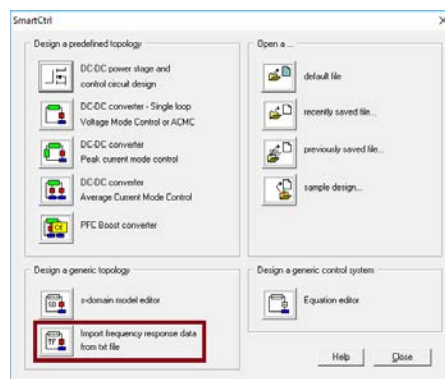 SmartCtrl
Design a predefined topology
DC-DC power stage and
control circuit design
DC-DC converter - Single loop
Voltage Mode Control or ACMC
DC-DC converter
Peak current mode control
DC-DC converter
Average Current Mode Control
PFC Boost converter
Open a ...
default file
recently saved file...
previously saved file...
sample design...
Design a generic topology
s-domain model editor
Import frequency response data
from txt file
Design a generic control system
Equation editor
Help
Close